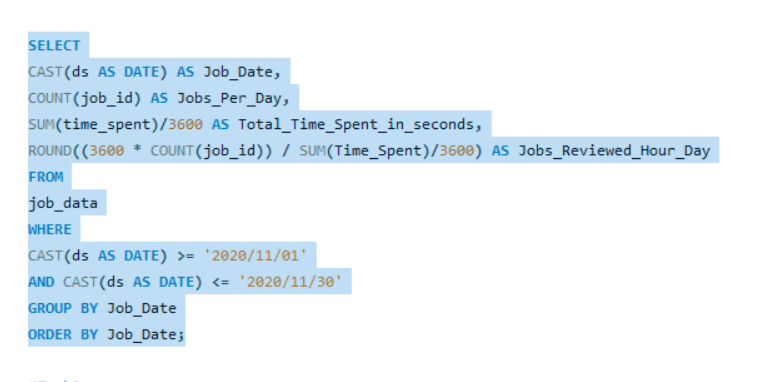 SELECT
CAST(ds AS DATE) AS Job_Date,
COUNT(job_id) AS Jobs_Per_Day,
SUM(time_spent)/3600 AS Total_Time_Spent_in_seconds,
ROUND((3600 * COUNT(job_id)) / SUM(Time_Spent)/3600) AS Jobs_Reviewed_Hour_Day
FROM
job_data
WHERE
CAST(ds AS DATE) >= '2020/11/01'
AND CAST(ds AS DATE) <= '2020/11/30'
GROUP BY Job_Date
ORDER BY Job_Date;